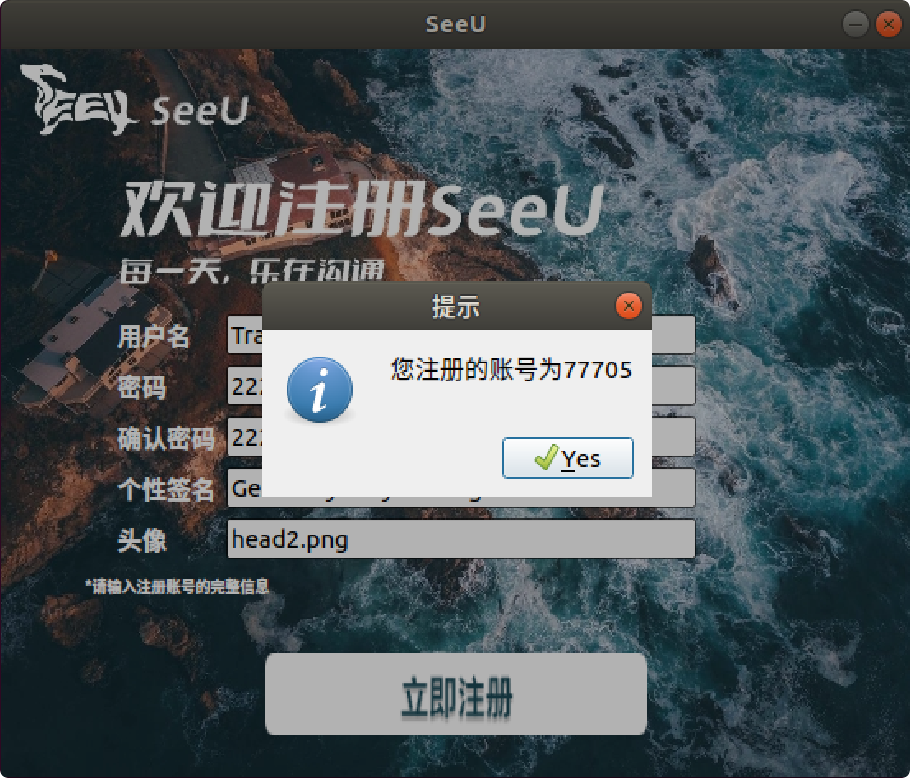 SeeU
SeeU
欢迎注册SeeU
每一天，乐在沟通
提示
用户名
您注册的账号为77705
密码
确认密码
Yes
个性签名
头像 head2.png
*请输入注册账号的完整信息
立即注册